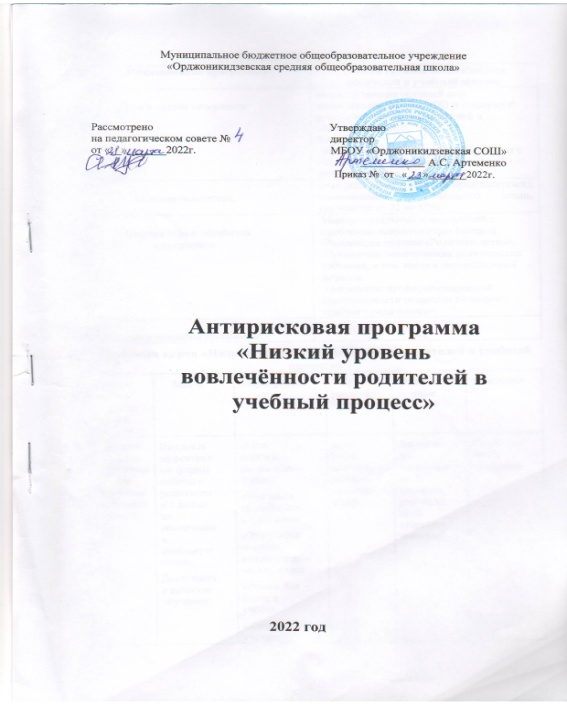 Муниципальное бюджетное общеобразовательное учреждение
«Орджоникидзевская средняя общеобразовательная школа»
Рассмотрено
на педагогическом совете № 4
от «21» марта 2022г.
Утверждаю
директор
МБОУ «Орджоникидзевская СОШ»
Артеменко А.С. Артеменко
Приказ № от «23» марта 2022г.
Антирисковая программа
«Низкий уровень
вовлечённости родителей в
учебный процесс»
2022 год